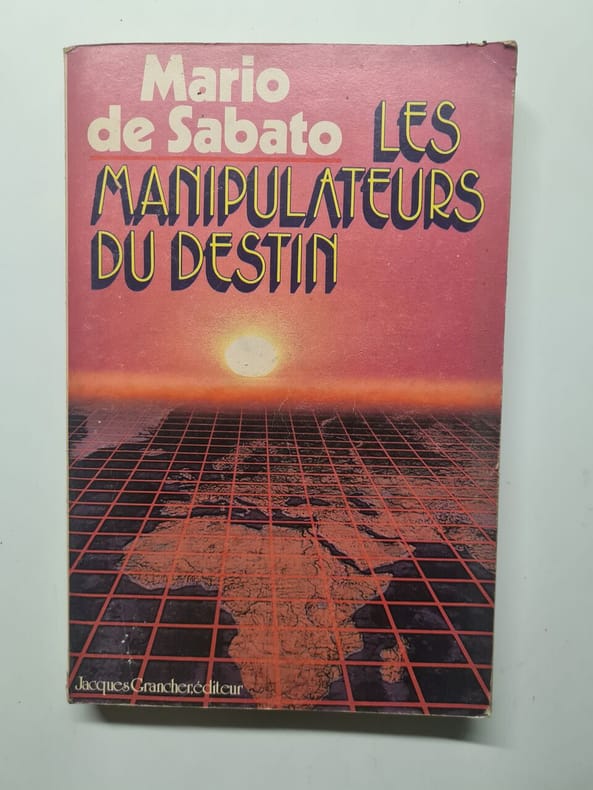 Mario
de Sabato
LES
MANIPULATEURS
DU DESTIN
Jacques Grancher, éditeur